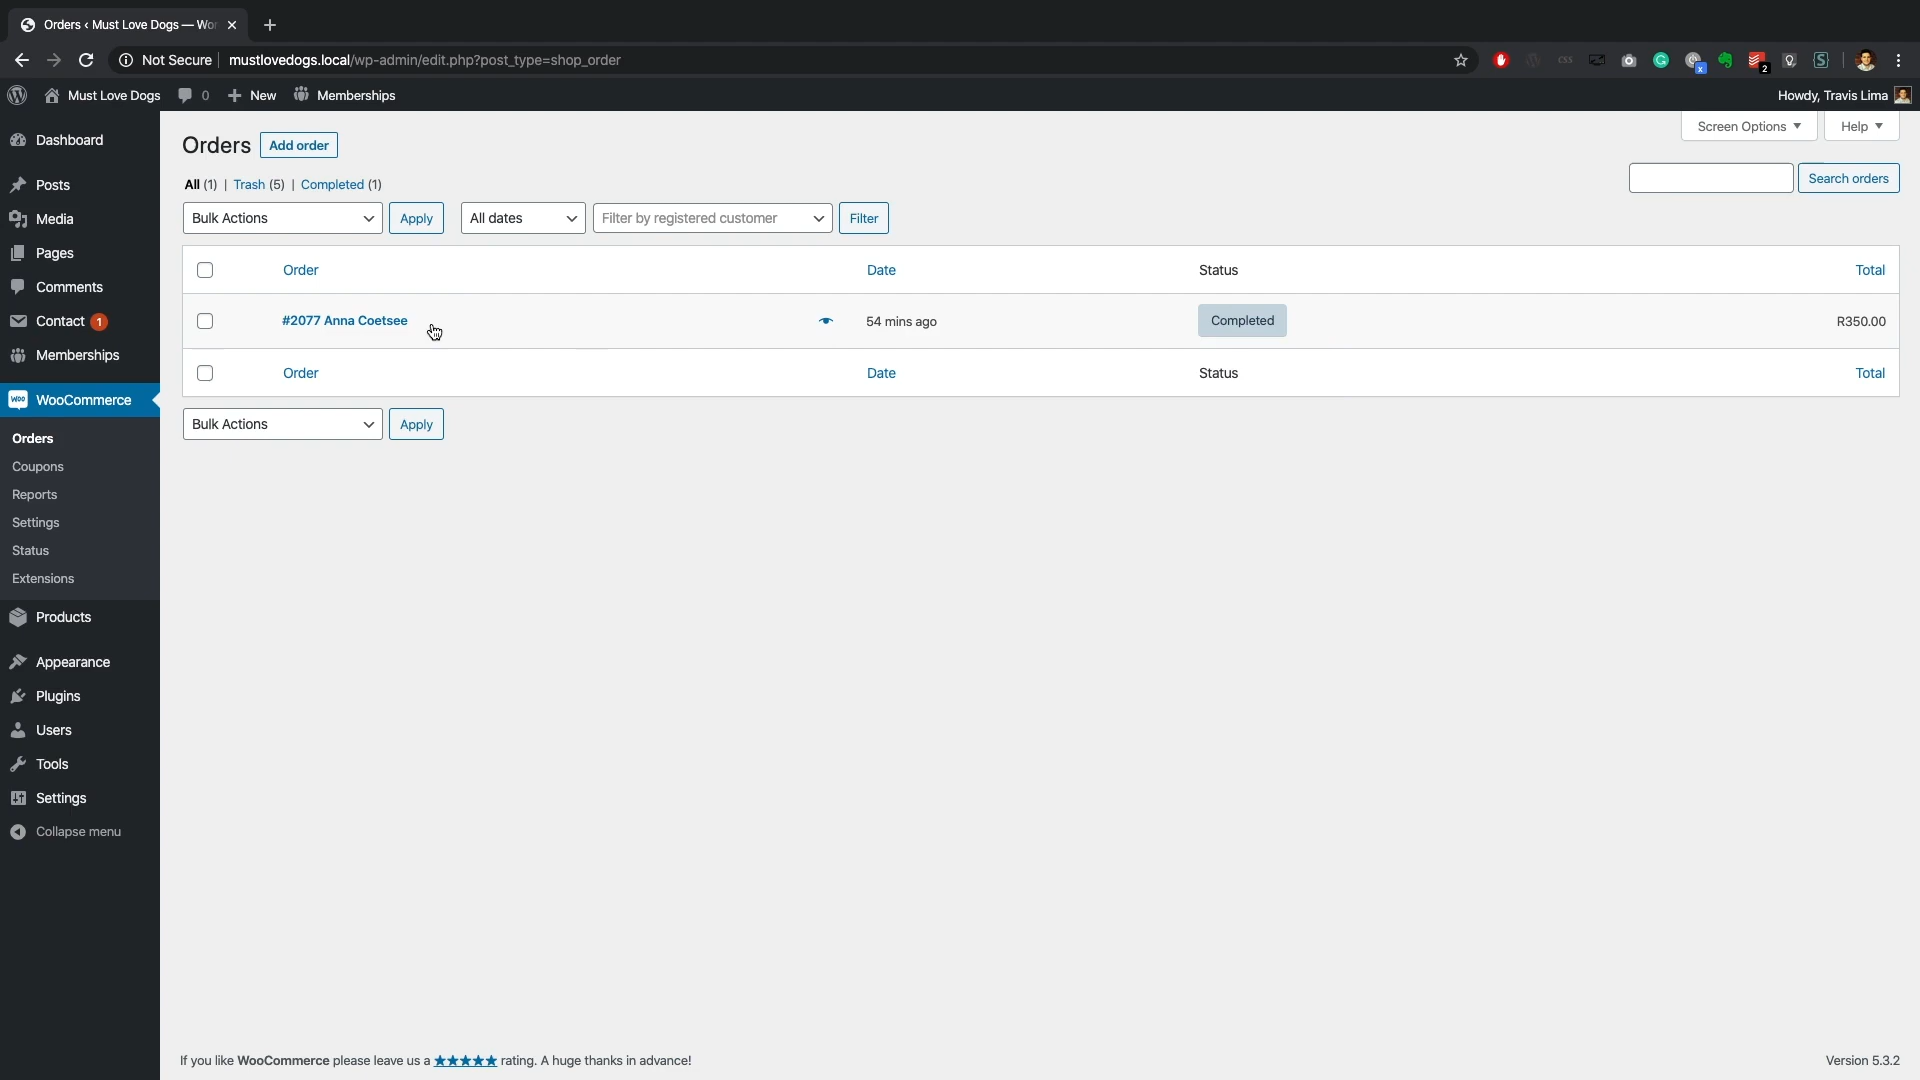 Orders ‹ Must Love Dogs — Wor
Not Secure mustlovedogs.local/wp-admin/edit.php?post_type=shop_order
css
x
2
S
Must Love Dogs 0 New Memberships
Howdy, Travis Lima
Dashboard
Posts
Media
Pages
Comments
Contact 1
Memberships
Woo WooCommerce
Orders
Coupons
Reports
Settings
Status
Extensions
Products
Appearance
Plugins
Users
Tools
Settings
Collapse menu
Screen Options Help
Orders Add order
All (1) | Trash (5) | Completed (1)
Search orders
Bulk Actions Apply All dates Filter by registered customer Filter
Order Date Status Total
#2077 Anna Coetsee 54 mins ago Completed R350.00
Order Date Status Total
Bulk Actions Apply
If you like WooCommerce please leave us a ★★★★★ rating. A huge thanks in advance!
Version 5.3.2